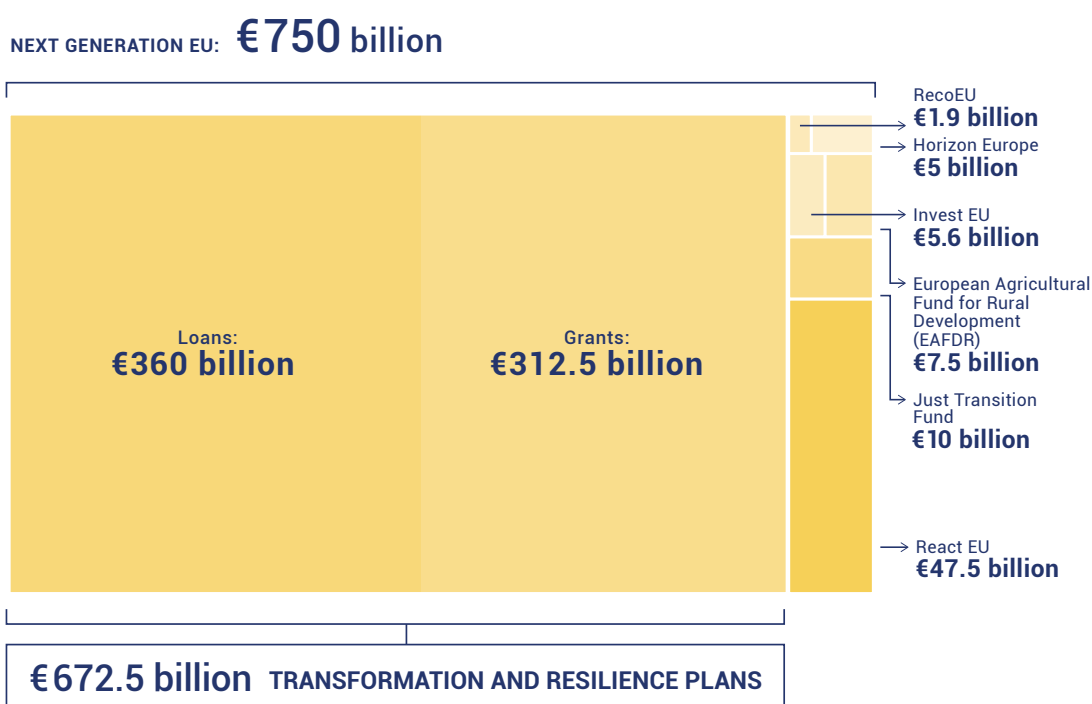 NEXT GENERATION EU: €750 billion
RecoEU
€1.9 billion
Horizon Europe
€5 billion
Invest EU
€5.6 billion
European Agricultural
Fund for Rural
Development
(EAFDR)
€7.5 billion
Just Transition
Fund
€10 billion
React EU
€47.5 billion
Loans:
€360 billion
Grants:
€312.5 billion
€672.5 billion TRANSFORMATION AND RESILIENCE PLANS